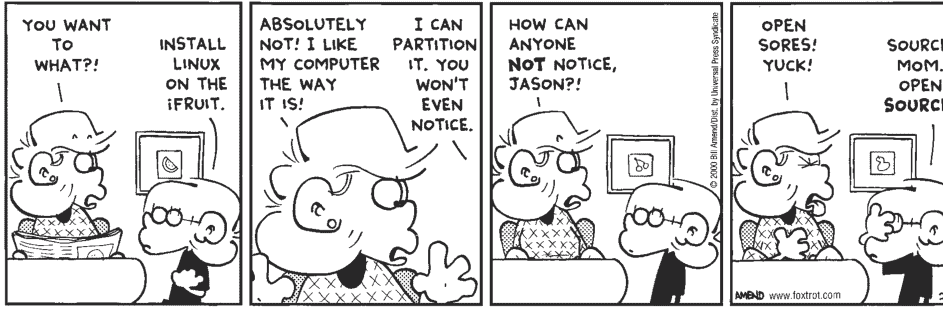 YOU WANT
TO
WHAT?!
INSTALL
LINUX
ON THE
iFRUIT.
ABSOLUTELY
NOT! I LIKE
MY COMPUTER
THE WAY
IT IS!
I CAN
PARTITION
IT. YOU
WON'T
EVEN
NOTICE.
HOW CAN
ANYONE
NOT NOTICE,
JASON?!
© 2000 Bill Amend/Dist. by Universal Press Syndicate
OPEN
SORES!
YUCK!
SOURC
MOM.
OPEN
SOURC
AMEND www.foxtrot.com